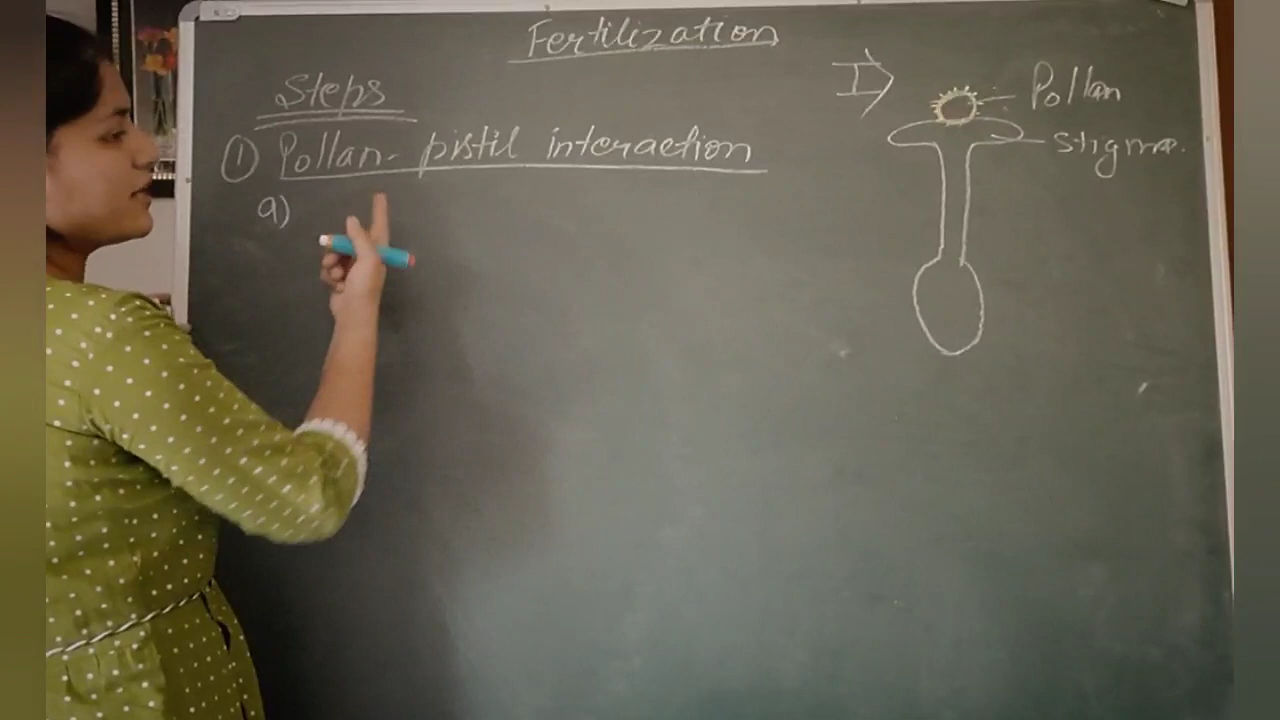 Fertilization
Steps
① Pollan- pistil interaction
a)
I
Pollan
Stigma.